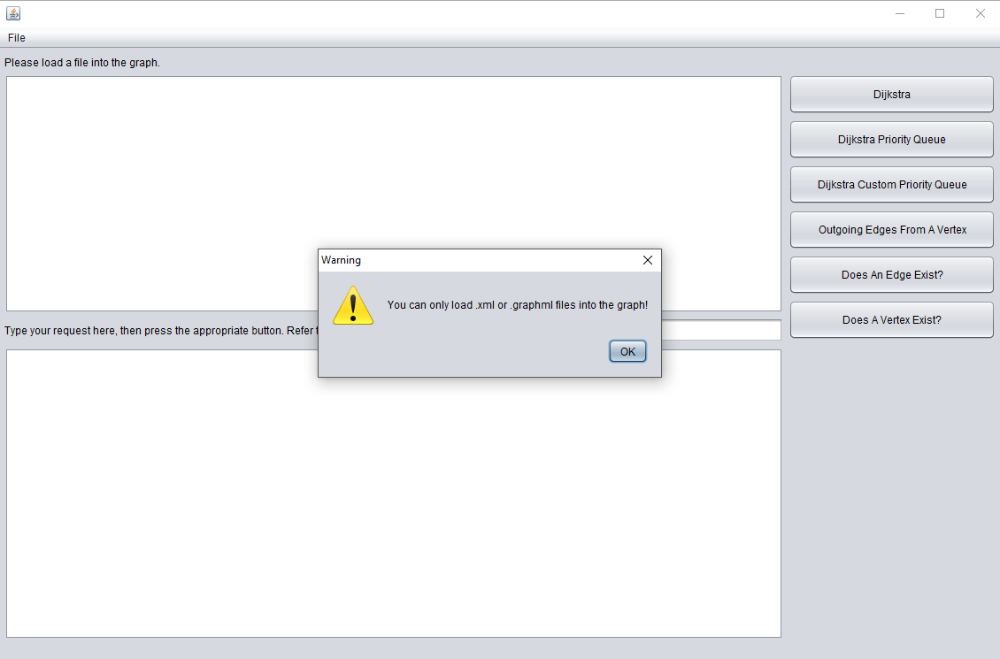 File
Please load a file into the graph.
Dijkstra
Dijkstra Priority Queue
Dijkstra Custom Priority Queue
Outgoing Edges From A Vertex
Does An Edge Exist?
Does A Vertex Exist?
Warning
You can only load .xml or .graphml files into the graph!
OK
Type your request here, then press the appropriate button. Refer